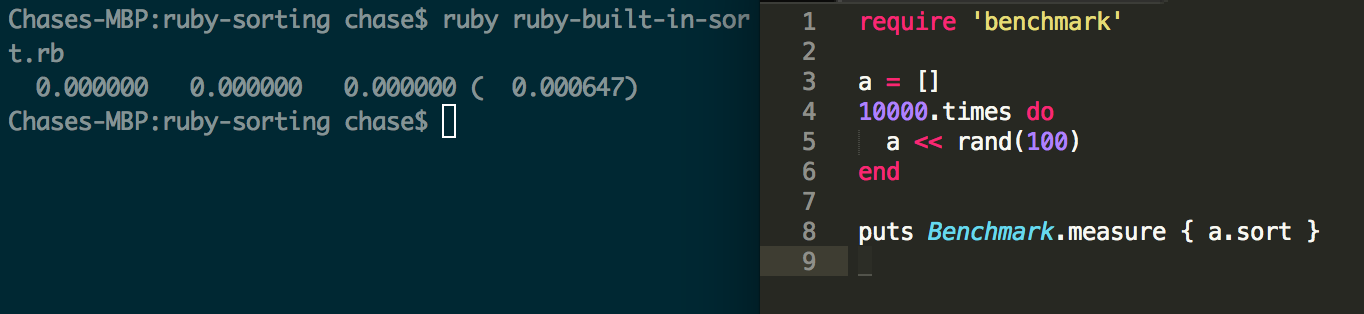 Chases-MBP:ruby-sorting chase$ ruby ruby-built-in-sor
t.rb
  0.000000   0.000000   0.000000 (  0.000647)
Chases-MBP:ruby-sorting chase$
1 require 'benchmark'
2
3 a = []
4 10000.times do
5   a << rand(100)
6 end
7
8 puts Benchmark.measure { a.sort }
9